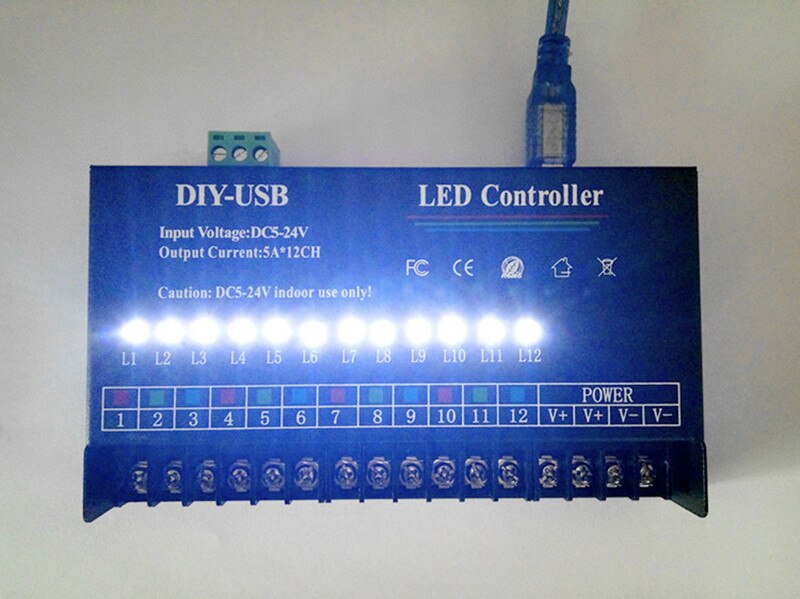 DIY-USB
LED Controller
Input Voltage:DC5-24V
Output Current:5A*12CH
FC CE
Caution: DC5-24V indoor use only!
L1 L2 L3 L4 L5 L6 L7 L8 L9 L10 L11 L12
POWER
1 2 3 4 5 6 7 8 9 10 11 12 V+ V+ V- V-